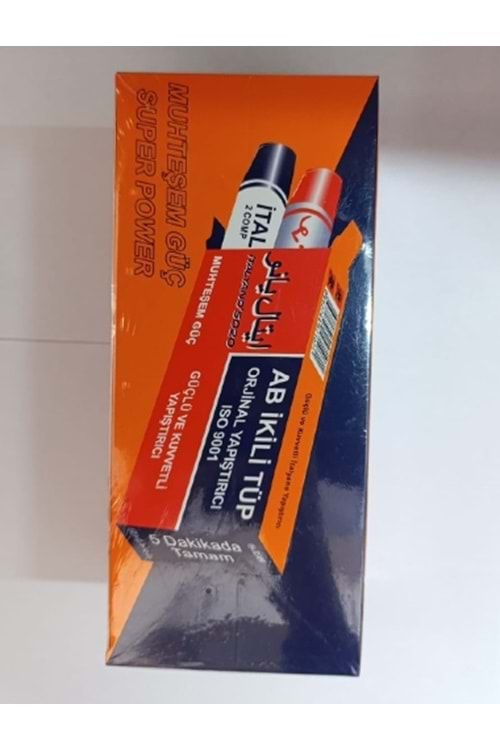 MUHTEŞEM GÜÇ
SUPER POWER
İTAL
2 COMP
ايتاليانو
MUHTEŞEM GÜÇ
GÜÇLÜ VE KUVVETLİ
YAPIŞTIRICI
AB İKİLİ TÜP
ORJİNAL YAPIŞTIRICI
ISO 9001
5 Dakikada
Tamam